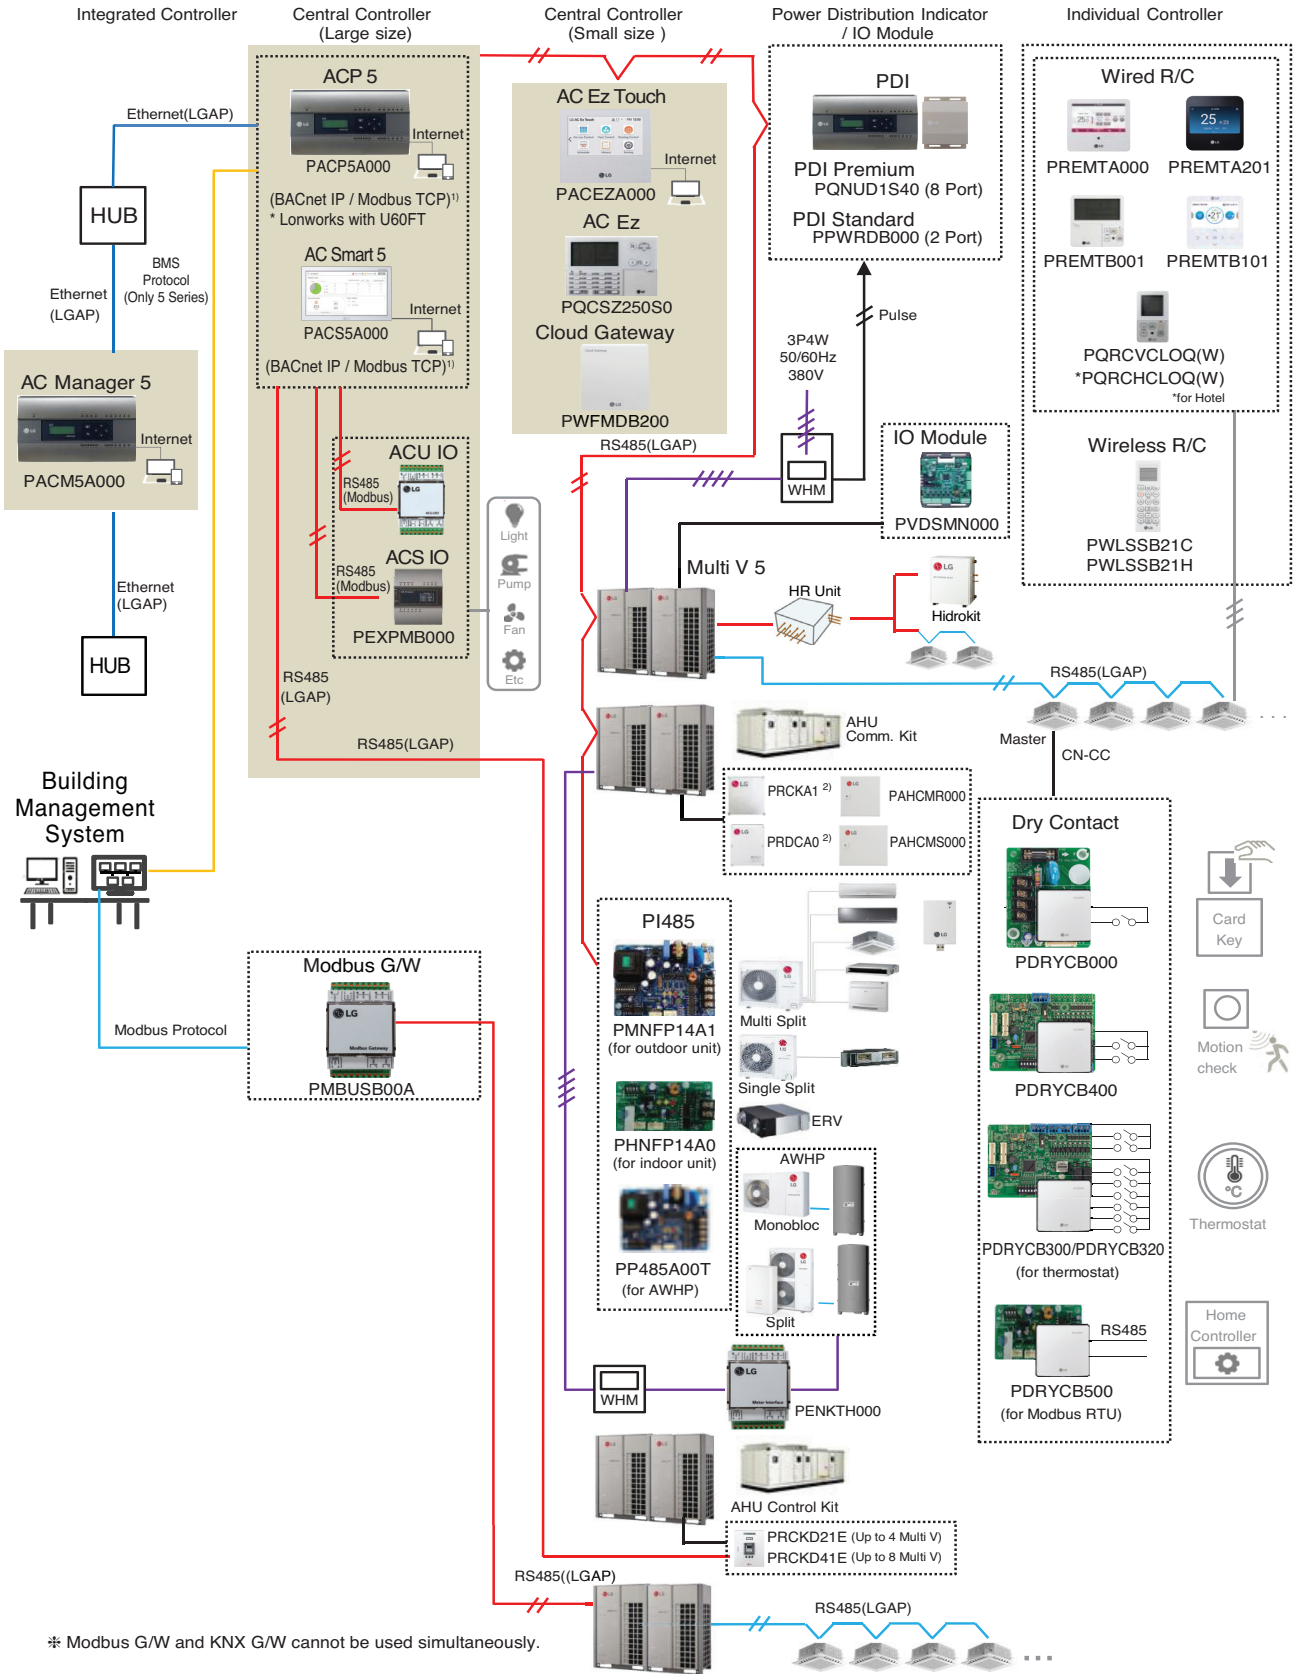 Integrated Controller
Central Controller
(Large size)
Central Controller
(Small size )
Power Distribution Indicator
/ IO Module
Individual Controller
ACP 5
Internet
PACP5A000
(BACnet IP / Modbus TCP)1)
* Lonworks with U60FT
AC Smart 5
Internet
PACS5A000
(BACnet IP / Modbus TCP)1)
Ethernet(LGAP)
HUB
BMS
Protocol
(Only 5 Series)
Ethernet
(LGAP)
AC Manager 5
Internet
PACM5A000
Ethernet
(LGAP)
HUB
AC Ez Touch
Internet
PACEZA000
AC Ez
PQCSZ250S0
Cloud Gateway
PWFMDB200
RS485(LGAP)
PDI
PDI Premium
PQNUD1S40 (8 Port)
PDI Standard
PPWRDB000 (2 Port)
Pulse
3P4W
50/60Hz
380V
WHM
IO Module
PVDSMN000
Wired R/C
PREMTA000
PREMTA201
PREMTB001
PREMTB101
PQRCVCLOQ(W)
*PQRCHCLOQ(W)
*for Hotel
Wireless R/C
PWLSSB21C
PWLSSB21H
ACU IO
RS485
(Modbus)
LG
ACS IO
RS485
(Modbus)
PEXPMB000
Light
Pump
Fan
Etc
RS485
(LGAP)
RS485(LGAP)
Multi V 5
HR Unit
LG
Hidrokit
RS485(LGAP)
Master
CN-CC
AHU
Comm. Kit
PRCKA1 2)
PAHCMR000
PRDCA0 2)
PAHCMS000
Building
Management
System
Modbus G/W
LG
Modbus Gateway
PMBUSB00A
Modbus Protocol
PI485
PMNFP14A1
(for outdoor unit)
PHNFP14A0
(for indoor unit)
PP485A00T
(for AWHP)
Multi Split
Single Split
ERV
AWHP
Monobloc
Split
WHM
LG
Meter Interface
PENKTH000
Dry Contact
PDRYCB000
PDRYCB400
PDRYCB300/PDRYCB320
(for thermostat)
RS485
PDRYCB500
(for Modbus RTU)
Card
Key
Motion
check
°C
Thermostat
Home
Controller
AHU Control Kit
PRCKD21E (Up to 4 Multi V)
PRCKD41E (Up to 8 Multi V)
RS485((LGAP)
RS485(LGAP)
※ Modbus G/W and KNX G/W cannot be used simultaneously.